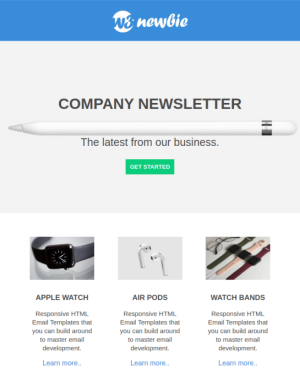 W3 newbie
COMPANY NEWSLETTER
The latest from our business.
GET STARTED
APPLE WATCH
AIR PODS
WATCH BANDS
Responsive HTML
Email Templates that
you can build around
to master email
development.
Learn more..
Responsive HTML
Email Templates that
you can build around
to master email
development.
Learn more..
Responsive HTML
Email Templates that
you can build around
to master email
development.
Learn more..